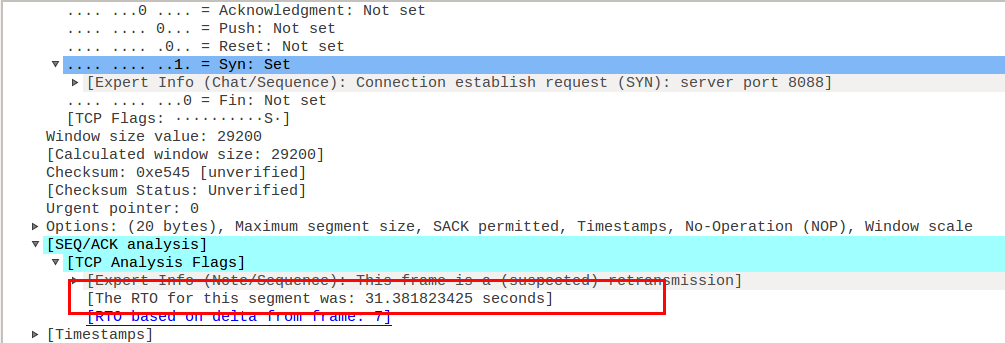 .... ...0 .... = Acknowledgment: Not set
.... .... 0... = Push: Not set
.... .... .0.. = Reset: Not set
.... .... ..1. = Syn: Set
[Expert Info (Chat/Sequence): Connection establish request (SYN): server port 8088]
.... .... ...0 = Fin: Not set
[TCP Flags: ··········S·]
Window size value: 29200
[Calculated window size: 29200]
Checksum: 0xe545 [unverified]
[Checksum Status: Unverified]
Urgent pointer: 0
Options: (20 bytes), Maximum segment size, SACK permitted, Timestamps, No-Operation (NOP), Window scale
[SEQ/ACK analysis]
[TCP Analysis Flags]
[Expert Info (Note/Sequence): This frame is a (suspected) retransmission]
[The RTO for this segment was: 31.381823425 seconds]
[RTO based on delta from frame: 7]
[Timestamps]